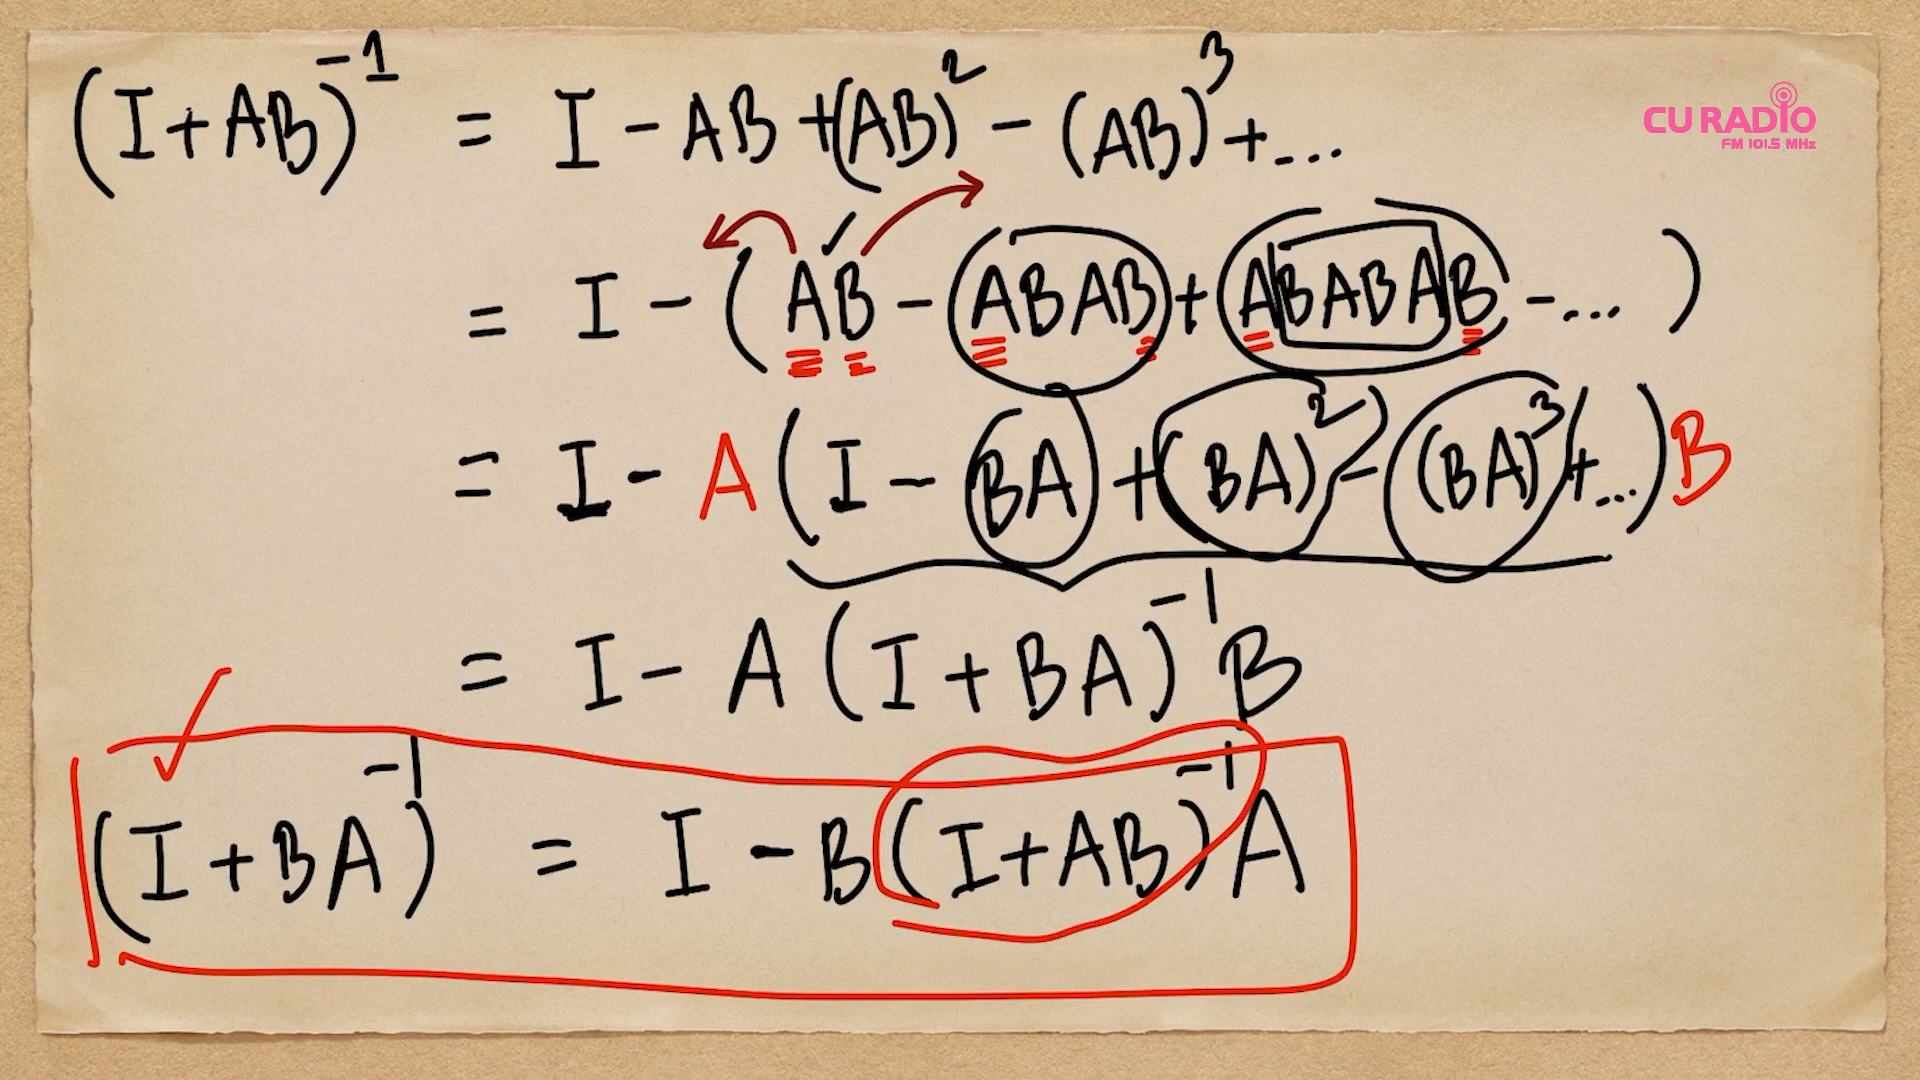 (I+AB)⁻¹ = I - AB + (AB)² - (AB)³ + ...
CU RADIO
FM 101.5 MHz
= I - (AB - ABAB + ABABAB - ... )
= I - A (I - BA + (BA)² - (BA)³ + ...) B
= I - A (I + BA)⁻¹ B
(I + BA)⁻¹ = I - B (I + AB)⁻¹ A